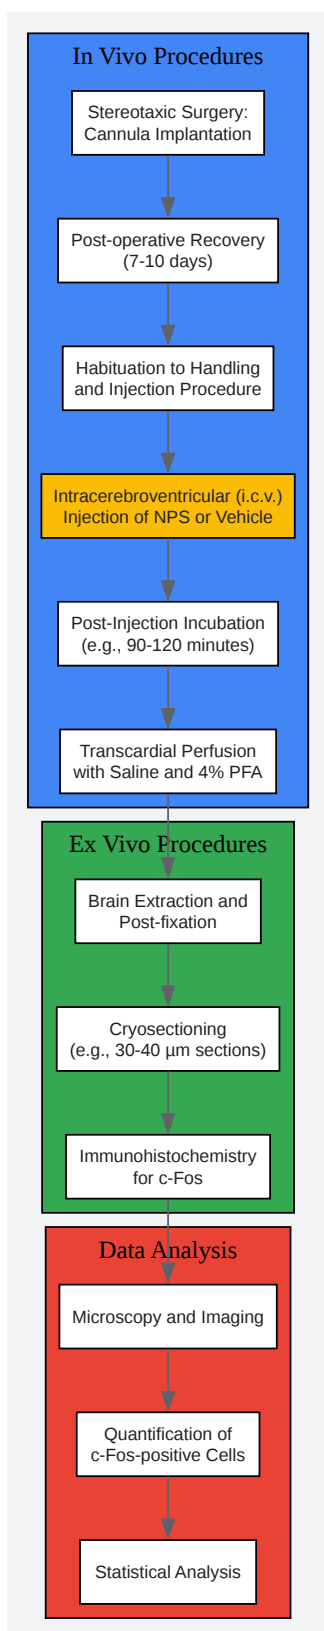 In Vivo Procedures
Stereotaxic Surgery:
Cannula Implantation
Post-operative Recovery
(7-10 days)
Habituation to Handling
and Injection Procedure
Intracerebroventricular (i.c.v.)
Injection of NPS or Vehicle
Post-Injection Incubation
(e.g., 90-120 minutes)
Transcardial Perfusion
with Saline and 4% PFA
Ex Vivo Procedures
Brain Extraction and
Post-fixation
Cryosectioning
(e.g., 30-40 µm sections)
Immunohistochemistry
for c-Fos
Data Analysis
Microscopy and Imaging
Quantification of
c-Fos-positive Cells
Statistical Analysis